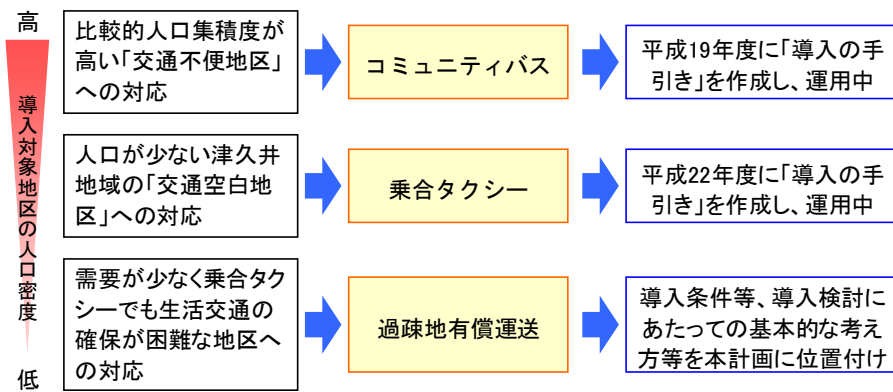 高
導入対象地区の人口密度
低
比較的人口集積度が
高い「交通不便地区」
への対応
コミュニティバス
平成19年度に「導入の手
引き」を作成し、運用中
人口が少ない津久井
地域の「交通空白地
区」への対応
乗合タクシー
平成22年度に「導入の手
引き」を作成し、運用中
需要が少なく乗合タク
シーでも生活交通の
確保が困難な地区へ
の対応
過疎地有償運送
導入条件等、導入検討に
あたっての基本的な考え
方等を本計画に位置付け